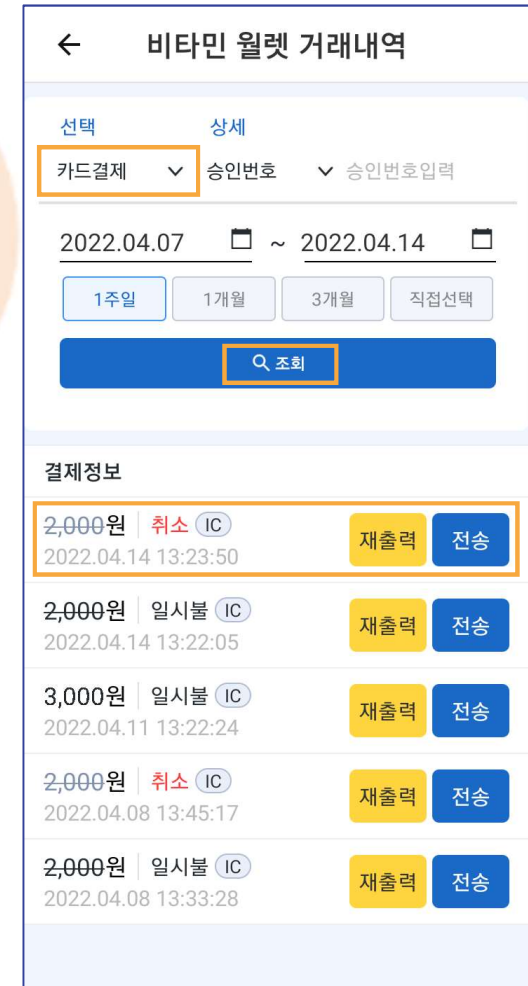 비타민 월렛 거래내역
선택 상세
카드결제 승인번호 승인번호입력
2022.04.07 ~ 2022.04.14
1주일 1개월 3개월 직접선택
조회
결제정보
2,000원 취소 IC 재출력 전송
2022.04.14 13:23:50
2,000원 일시불 IC 재출력 전송
2022.04.14 13:22:05
3,000원 일시불 IC 재출력 전송
2022.04.11 13:22:24
2,000원 취소 IC 재출력 전송
2022.04.08 13:45:17
2,000원 일시불 IC 재출력 전송
2022.04.08 13:33:28